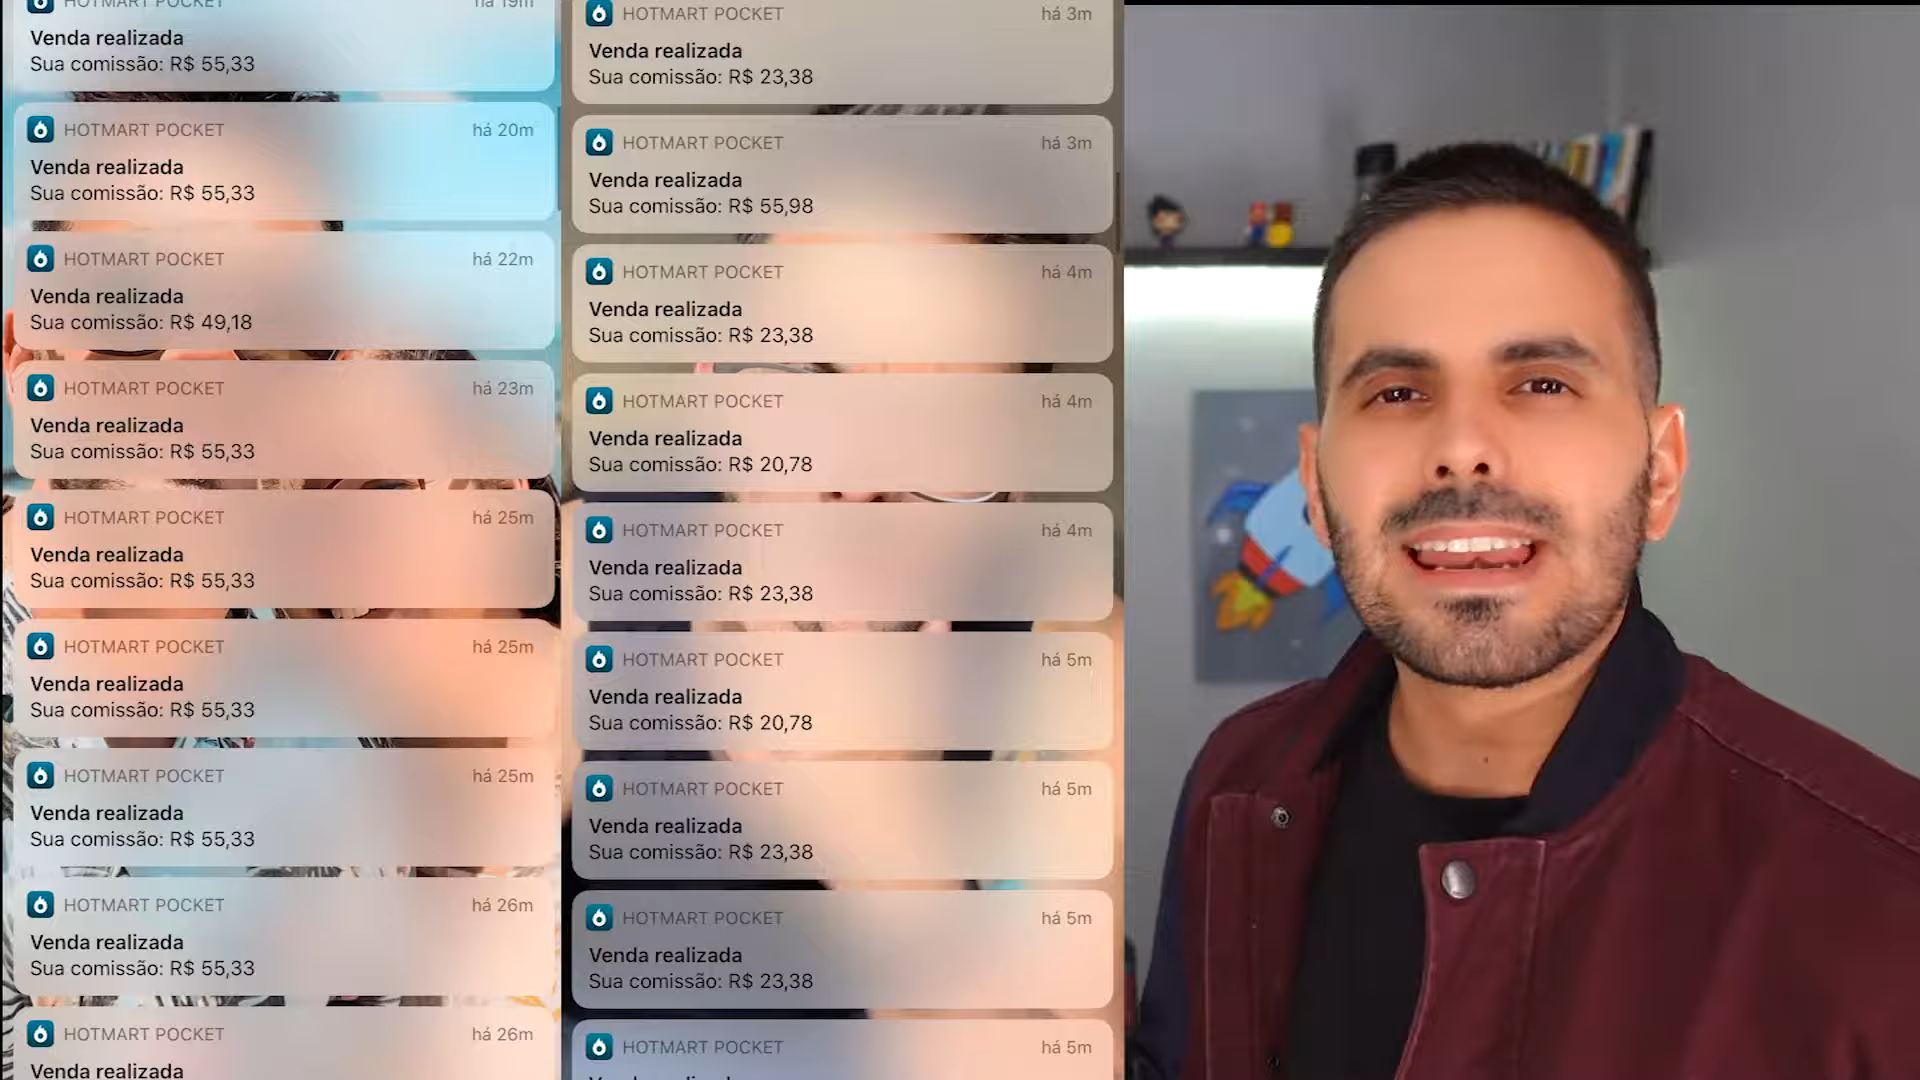 HOTMART POCKET há 19m
Venda realizada
Sua comissão: R$ 55,33
HOTMART POCKET há 20m
Venda realizada
Sua comissão: R$ 55,33
HOTMART POCKET há 22m
Venda realizada
Sua comissão: R$ 49,18
HOTMART POCKET há 23m
Venda realizada
Sua comissão: R$ 55,33
HOTMART POCKET há 25m
Venda realizada
Sua comissão: R$ 55,33
HOTMART POCKET há 25m
Venda realizada
Sua comissão: R$ 55,33
HOTMART POCKET há 25m
Venda realizada
Sua comissão: R$ 55,33
HOTMART POCKET há 26m
Venda realizada
Sua comissão: R$ 55,33
HOTMART POCKET há 26m
Venda realizada
HOTMART POCKET há 3m
Venda realizada
Sua comissão: R$ 23,38
HOTMART POCKET há 3m
Venda realizada
Sua comissão: R$ 55,98
HOTMART POCKET há 4m
Venda realizada
Sua comissão: R$ 23,38
HOTMART POCKET há 4m
Venda realizada
Sua comissão: R$ 20,78
HOTMART POCKET há 4m
Venda realizada
Sua comissão: R$ 23,38
HOTMART POCKET há 5m
Venda realizada
Sua comissão: R$ 20,78
HOTMART POCKET há 5m
Venda realizada
Sua comissão: R$ 23,38
HOTMART POCKET há 5m
Venda realizada
Sua comissão: R$ 23,38
HOTMART POCKET há 5m